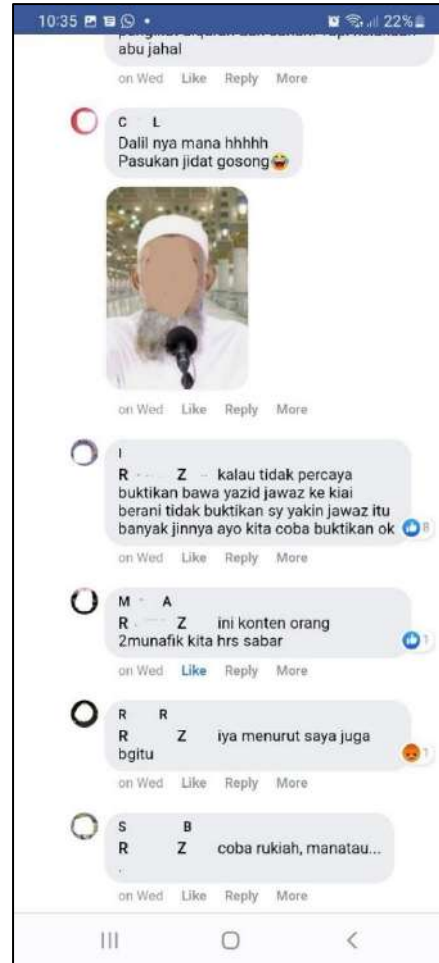 10:35 22%
abu jahal
on Wed Like Reply More
C L
Dalil nya mana hhhhh
Pasukan jidat gosong😂
on Wed Like Reply More
I
R Z kalau tidak percaya
buktikan bawa yazid jawaz ke kiai
berani tidak buktikan sy yakin jawaz itu
banyak jinnya ayo kita coba buktikan ok 8
on Wed Like Reply More
M A
R Z ini konten orang
2munafik kita hrs sabar 1
on Wed Like Reply More
R R
R Z iya menurut saya juga
bgitu 1
on Wed Like Reply More
S B
R Z coba rukiah, manatau...
.
on Wed Like Reply More